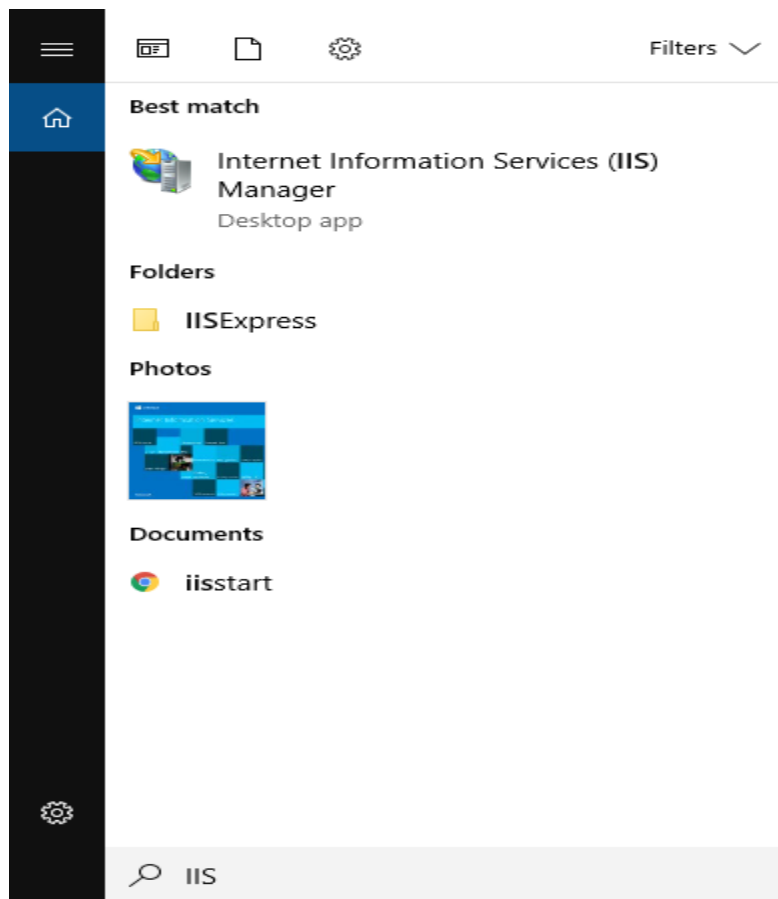 Filters
Best match
Internet Information Services (IIS)
Manager
Desktop app
Folders
IISExpress
Photos
Documents
iisstart
IIS